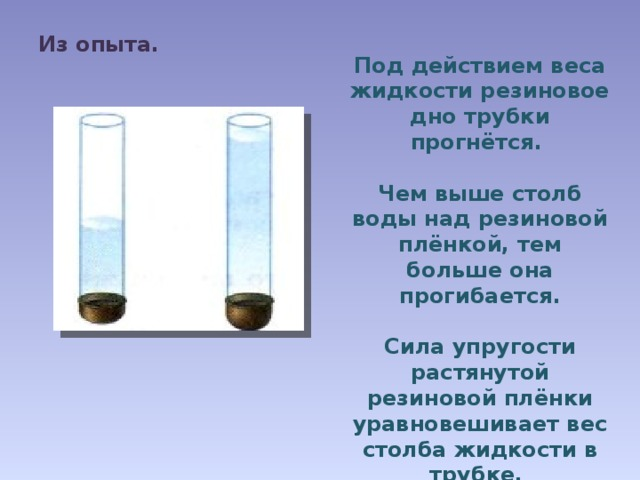 Из опыта.
Под действием веса
жидкости резиновое
дно трубки
прогнётся.
Чем выше столб
воды над резиновой
плёнкой, тем
больше она
прогибается.
Сила упругости
растянутой
резиновой плёнки
уравновешивает вес
столба жидкости в
трубке.